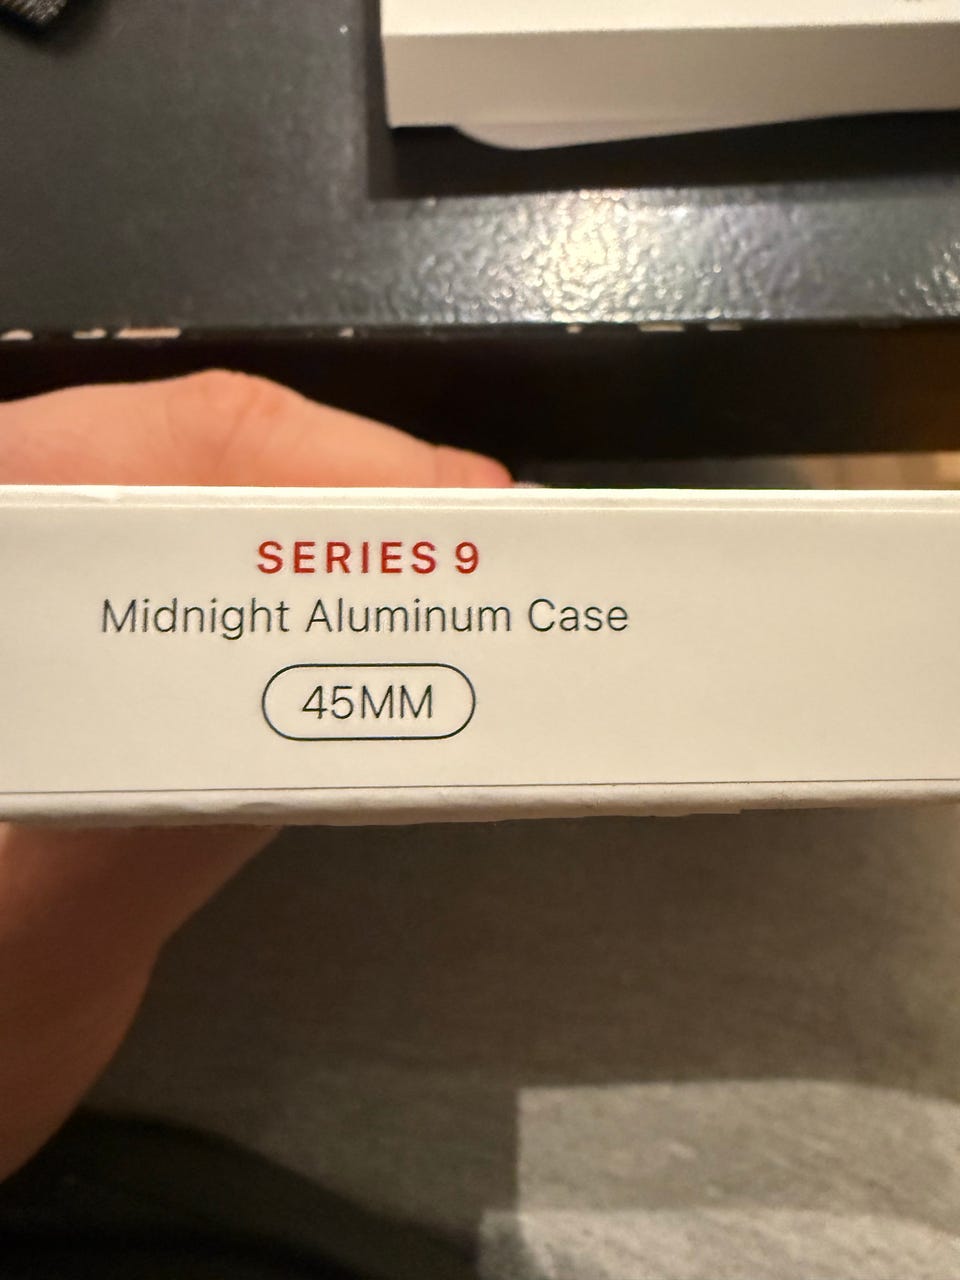 SERIES 9
Midnight Aluminum Case
45MM